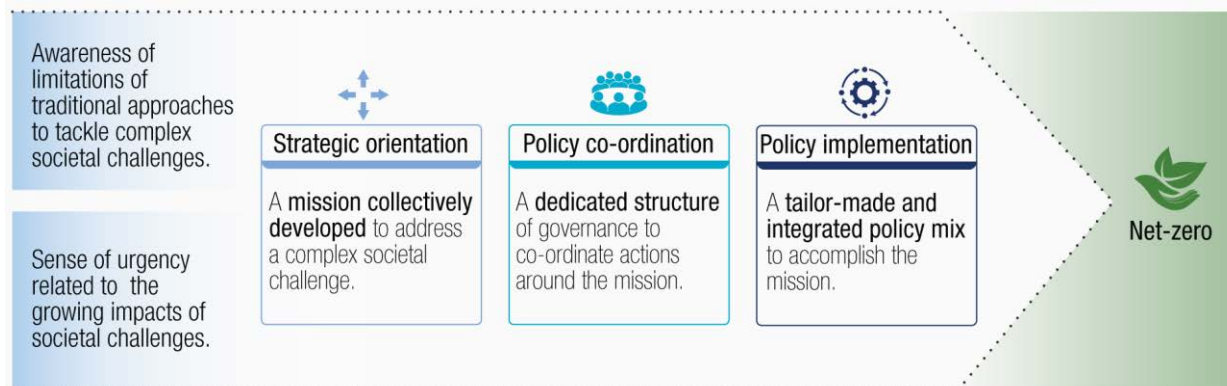 Awareness of
limitations of
traditional approaches
to tackle complex
societal challenges.
Sense of urgency
related to the
growing impacts of
societal challenges.
Strategic orientation
A mission collectively
developed to address
a complex societal
challenge.
Policy co-ordination
A dedicated structure
of governance to
co-ordinate actions
around the mission.
Policy implementation
A tailor-made and
integrated policy mix
to accomplish the
mission.
Net-zero